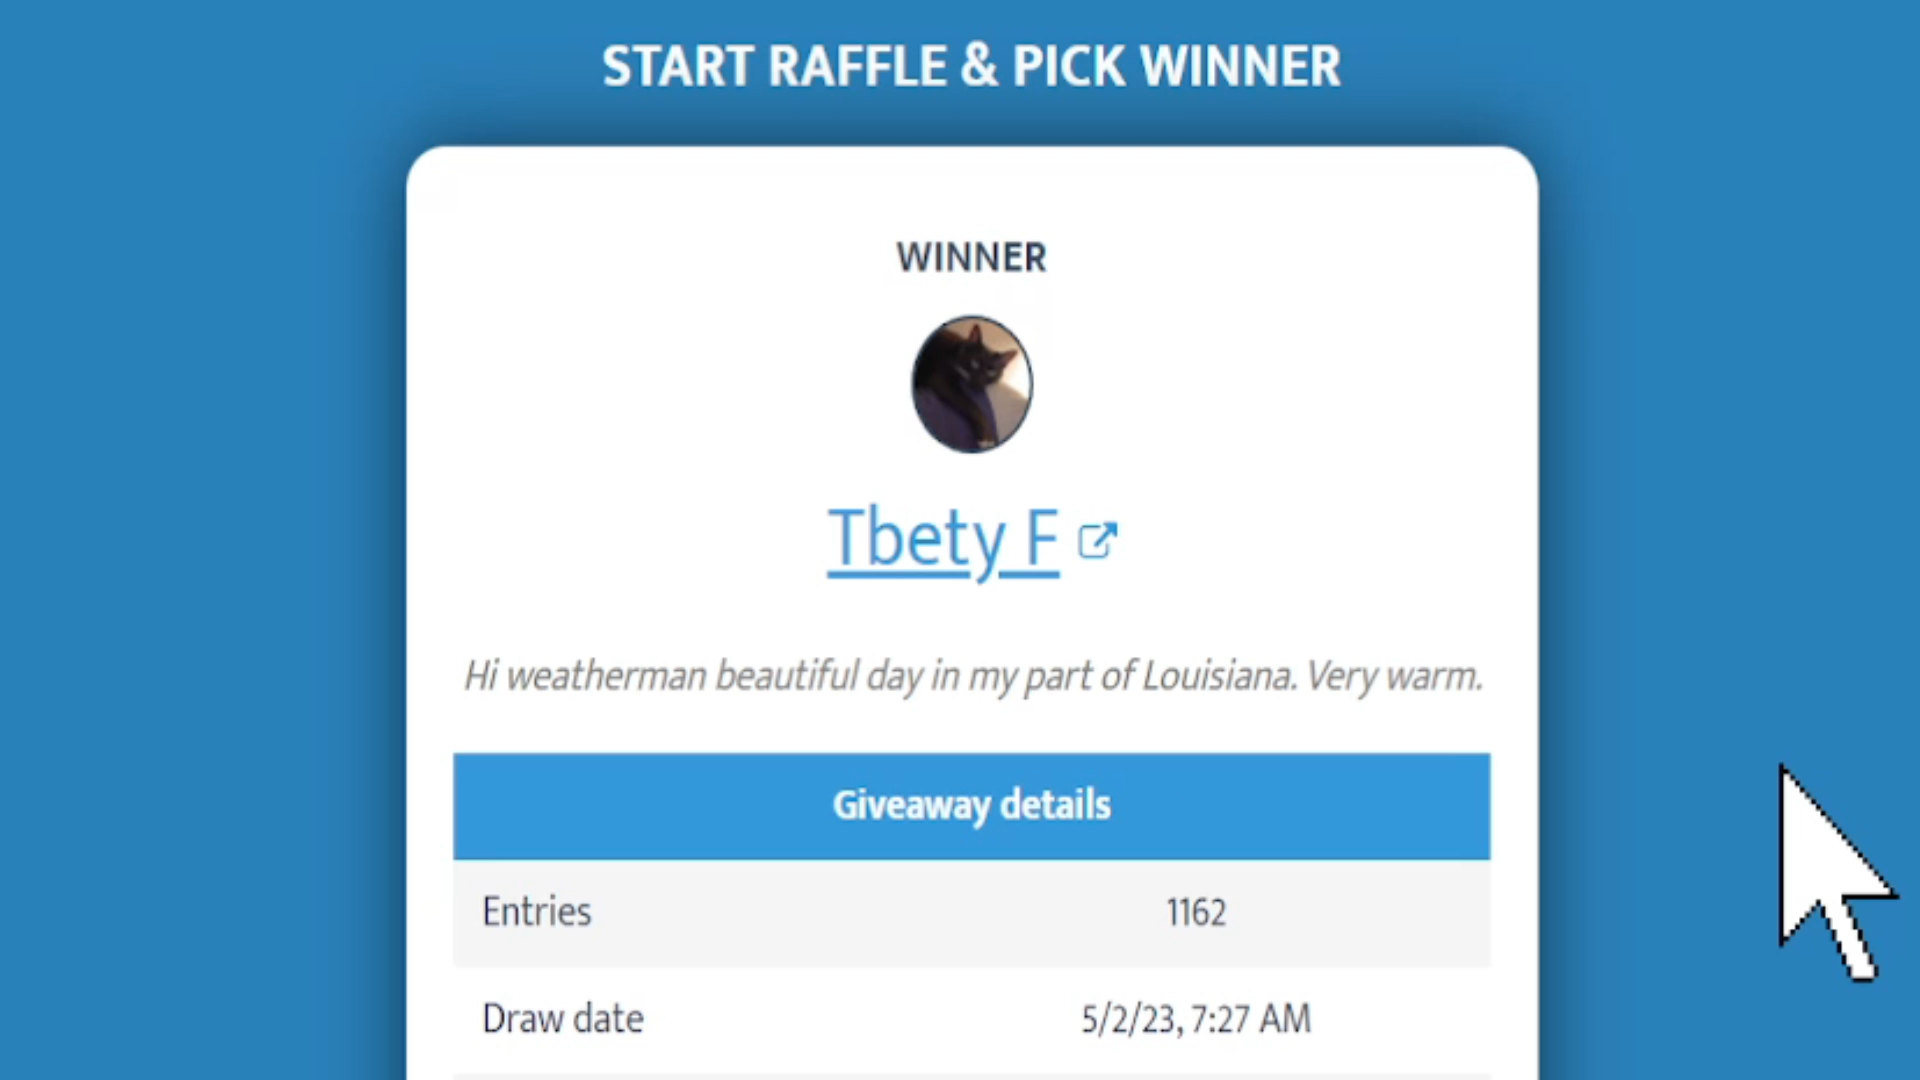 START RAFFLE & PICK WINNER
WINNER
Tbety F
Hi weatherman beautiful day in my part of Louisiana. Very warm.
Giveaway details
Entries 1162
Draw date 5/2/23, 7:27 AM